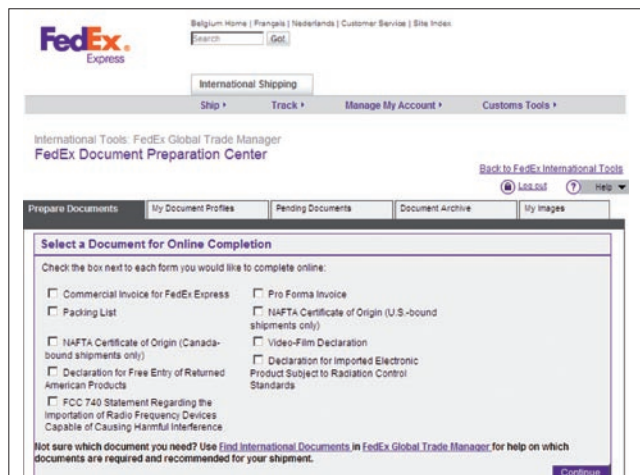 Belgium Home | Français | Nederlands | Customer Service | Site Index
FedEx®
Express
Search
Go!
International Shipping
Ship
Track
Manage My Account
Customs Tools
International Tools: FedEx Global Trade Manager
FedEx Document Preparation Center
Back to FedEx International Tools
Log out
?
Help
Prepare Documents
My Document Profiles
Pending Documents
Document Archive
My Images
Select a Document for Online Completion
Check the box next to each form you would like to complete online:
Commercial Invoice for FedEx Express
Pro Forma Invoice
Packing List
NAFTA Certificate of Origin (U.S.-bound
shipments only)
NAFTA Certificate of Origin (Canada-
bound shipments only)
Video-Film Declaration
Declaration for Free Entry of Returned
American Products
Declaration for Imported Electronic
Product Subject to Radiation Control
Standards
FCC 740 Statement Regarding the
Importation of Radio Frequency Devices
Capable of Causing Harmful Interference
Not sure which document you need? Use Find International Documents in FedEx Global Trade Manager for help on which
documents are required and recommended for your shipment.
Continue